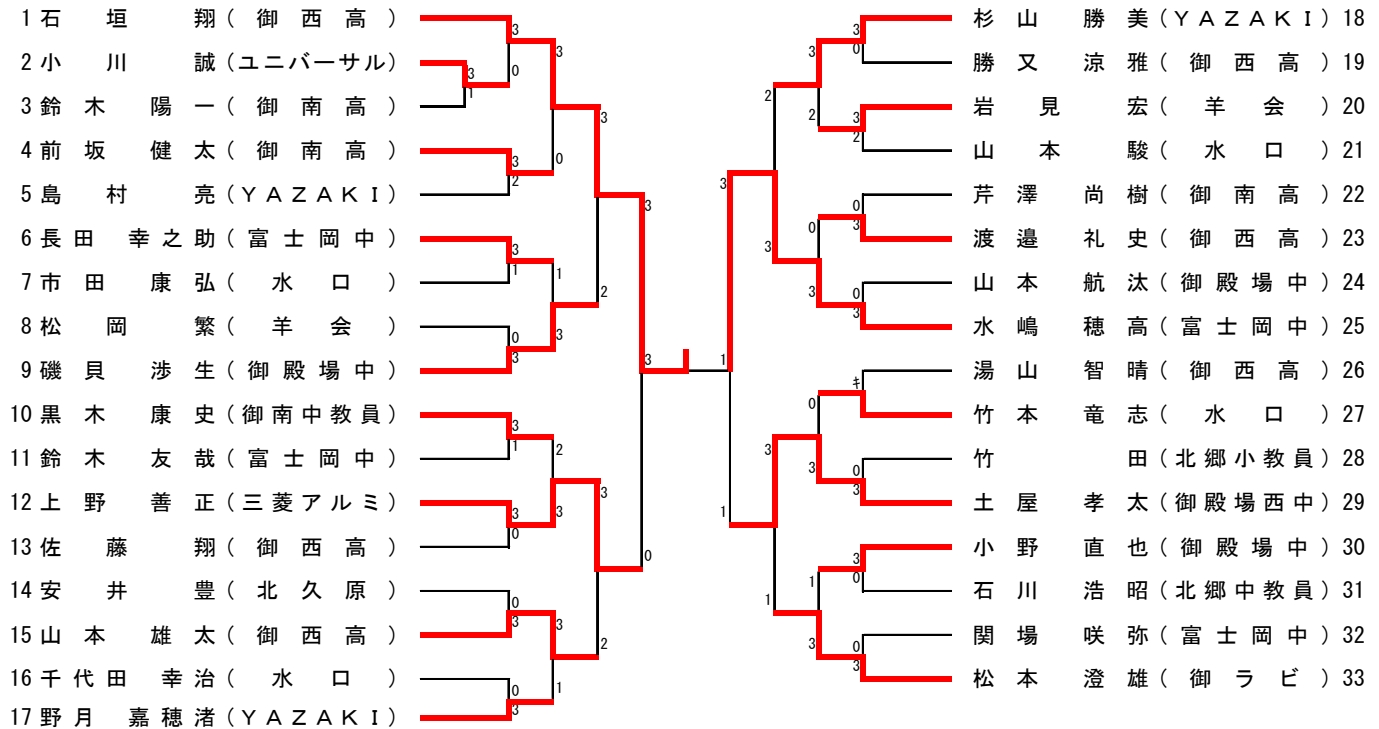 1 石垣 翔 (御西高)
2 小川 誠 (ユニバーサル)
3 鈴木 陽一 (御南高)
4 前坂 健太 (御南高)
5 島村 亮 (YAZAKI)
6 長田 幸之助 (富士岡中)
7 市田 康弘 (水口)
8 松岡 繁 (羊会)
9 磯貝 渉生 (御殿場中)
10 黒木 康史 (御南中教員)
11 鈴木 友哉 (富士岡中)
12 上野 善正 (三菱アルミ)
13 佐藤 翔 (御西高)
14 安井 豊 (北久原)
15 山本 雄太 (御西高)
16 千代田 幸治 (水口)
17 野月 嘉穂渚 (YAZAKI)
3
0
3
1
3
2
3
1
0
3
3
1
3
0
0
3
0
3
3
0
1
3
2
3
3
1
3
2
3
2
3
0
3
1
3
1
2
3
3
1
2
3
0
3
0
3
3
1
1
3
3
0
3
2
0
3
0
3
キ
0
3
3
0
0
3
杉山 勝美 (YAZAKI) 18
勝又 涼雅 (御西高) 19
岩見 宏 (羊会) 20
山本 駿 (水口) 21
芹澤 尚樹 (御南高) 22
渡邉 礼史 (御西高) 23
山本 航汰 (御殿場中) 24
水嶋 穂高 (富士岡中) 25
湯山 智晴 (御西高) 26
竹本 竜志 (水口) 27
竹田 (北郷小教員) 28
土屋 孝太 (御殿場西中) 29
小野 直也 (御殿場中) 30
石川 浩昭 (北郷中教員) 31
関場 咲弥 (富士岡中) 32
松本 澄雄 (御ラビ) 33